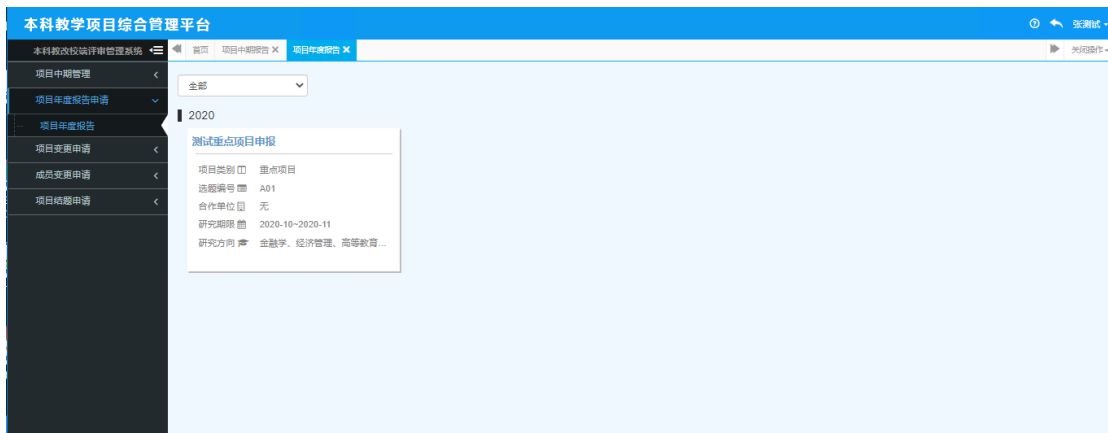 本科教学项目综合管理平台
张测试
本科教改校端评审管理系统
首页
项目中期报告
项目年度报告
关闭操作
项目中期管理
项目年度报告申请
项目年度报告
项目变更申请
成员变更申请
项目结题申请
全部
2020
测试重点项目申报
项目类别 重点项目
选题编号 A01
合作单位 无
研究期限 2020-10~2020-11
研究方向 金融学、经济管理、高等教育...